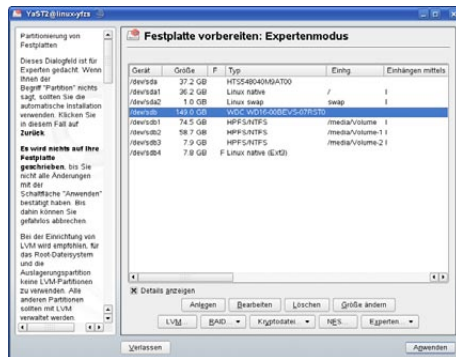 YaST2@linux-yfzs
Partitionierung von
Festplatten
Dieses Dialogfeld ist für
Experten gedacht. Wenn
Ihnen der
Begriff "Partition" nichts
sagt, sollten Sie die
automatische Installation
verwenden. Klicken Sie
in diesem Fall auf
Zurück.
Es wird nichts auf Ihre
Festplatte
geschrieben, bis Sie
nicht alle Änderungen
mit der
Schaltfläche "Anwenden"
bestätigt haben. Bis
dahin können Sie
gefahrlos abbrechen.
Bei der Einrichtung von
LVM wird empfohlen, für
das Root-Dateisystem
und die
Auslagerungspartition
keine LVM-Partitionen
zu verwenden. Alle
anderen Partitionen
sollten mit LVM
verwaltet werden.
Festplatte vorbereiten: Expertenmodus
Gerät Größe F Typ Einhg. Einhängen mittels
/dev/sda 37.2 GB HTS548040M9AT00
/dev/sda1 36.2 GB Linux native / I
/dev/sda2 1.0 GB Linux swap swap I
/dev/sdb 149.0 GB WDC WD16-00BEVS-07RST0
/dev/sdb1 74.5 GB HPFS/NTFS /media/Volume I
/dev/sdb2 58.7 GB HPFS/NTFS /media/Volume-1 I
/dev/sdb3 7.9 GB HPFS/NTFS /media/Volume-2 I
/dev/sdb4 7.8 GB F Linux native (Ext3)
Details anzeigen
Anlegen Bearbeiten Löschen Größe ändern
LVM... RAID... Kryptodatei... NFS... Experten...
Verlassen Anwenden